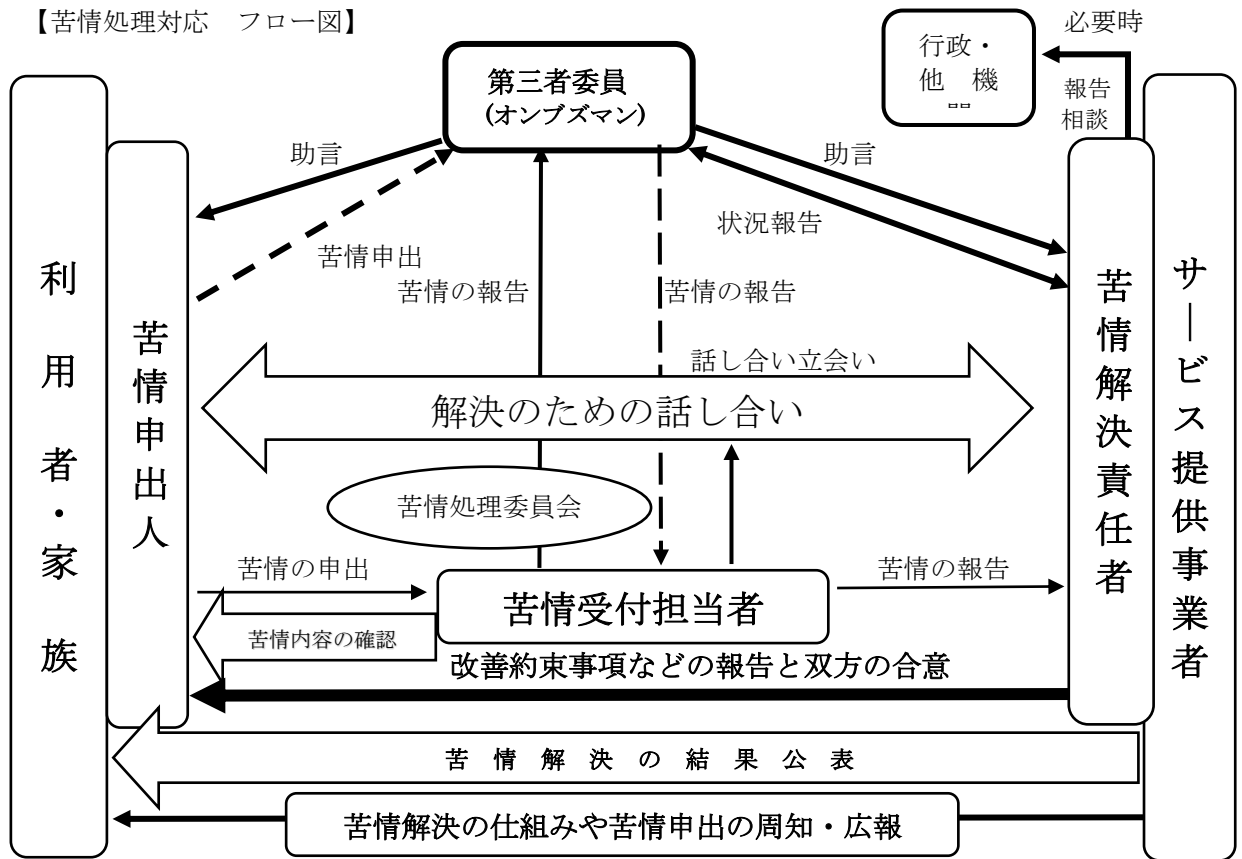 【苦情処理対応　フロー図】
必要時
行政・
他　機
第三者委員
(オンブズマン)
報告
相談
助言
助言
状況報告
苦情申出
苦情の報告
苦情の報告
利用者・家族
苦情申出人
苦情解決責任者
サービス提供事業者
話し合い立会い
解決のための話し合い
苦情処理委員会
苦情の申出
苦情の報告
苦情受付担当者
苦情内容の確認
改善約束事項などの報告と双方の合意
苦情解決の結果公表
苦情解決の仕組みや苦情申出の周知・広報